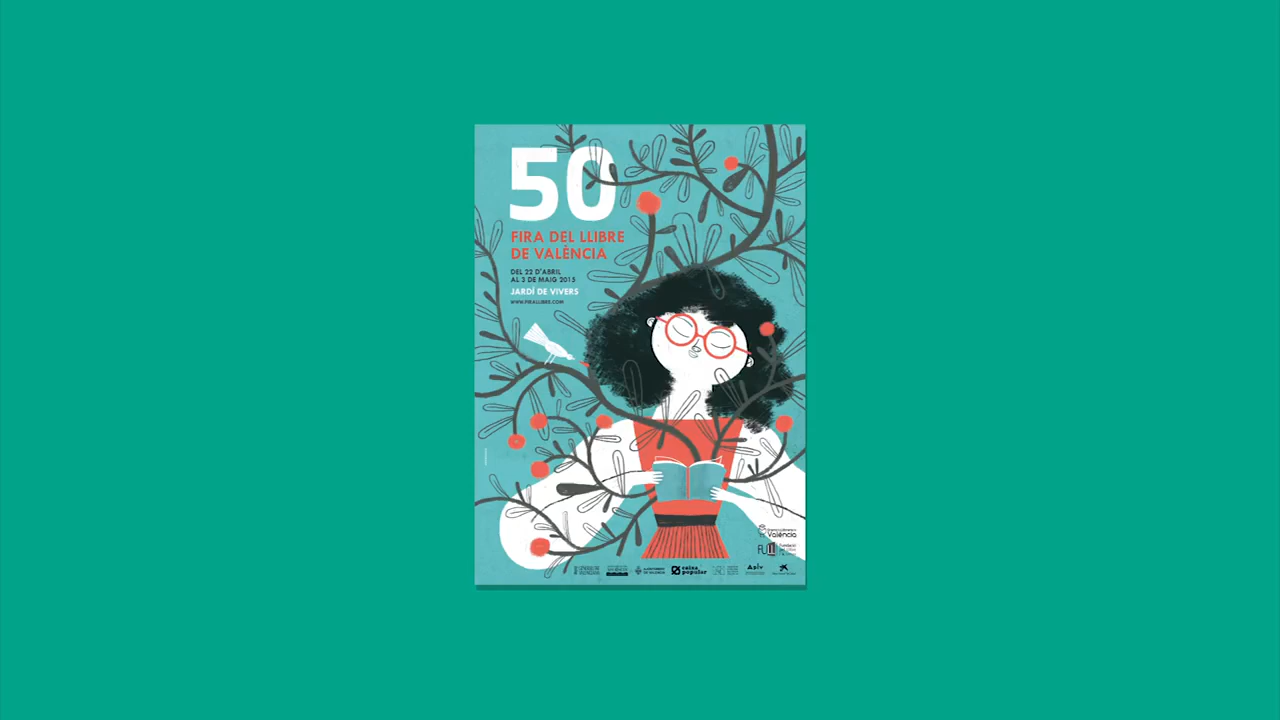 50
FIRA DEL LLIBRE
DE VALÈNCIA
DEL 22 D'ABRIL
AL 3 DE MAIG 2015
JARDÍ DE VIVERS
WWW.FIRALLIBRE.COM
València
FULL
caixa
popular